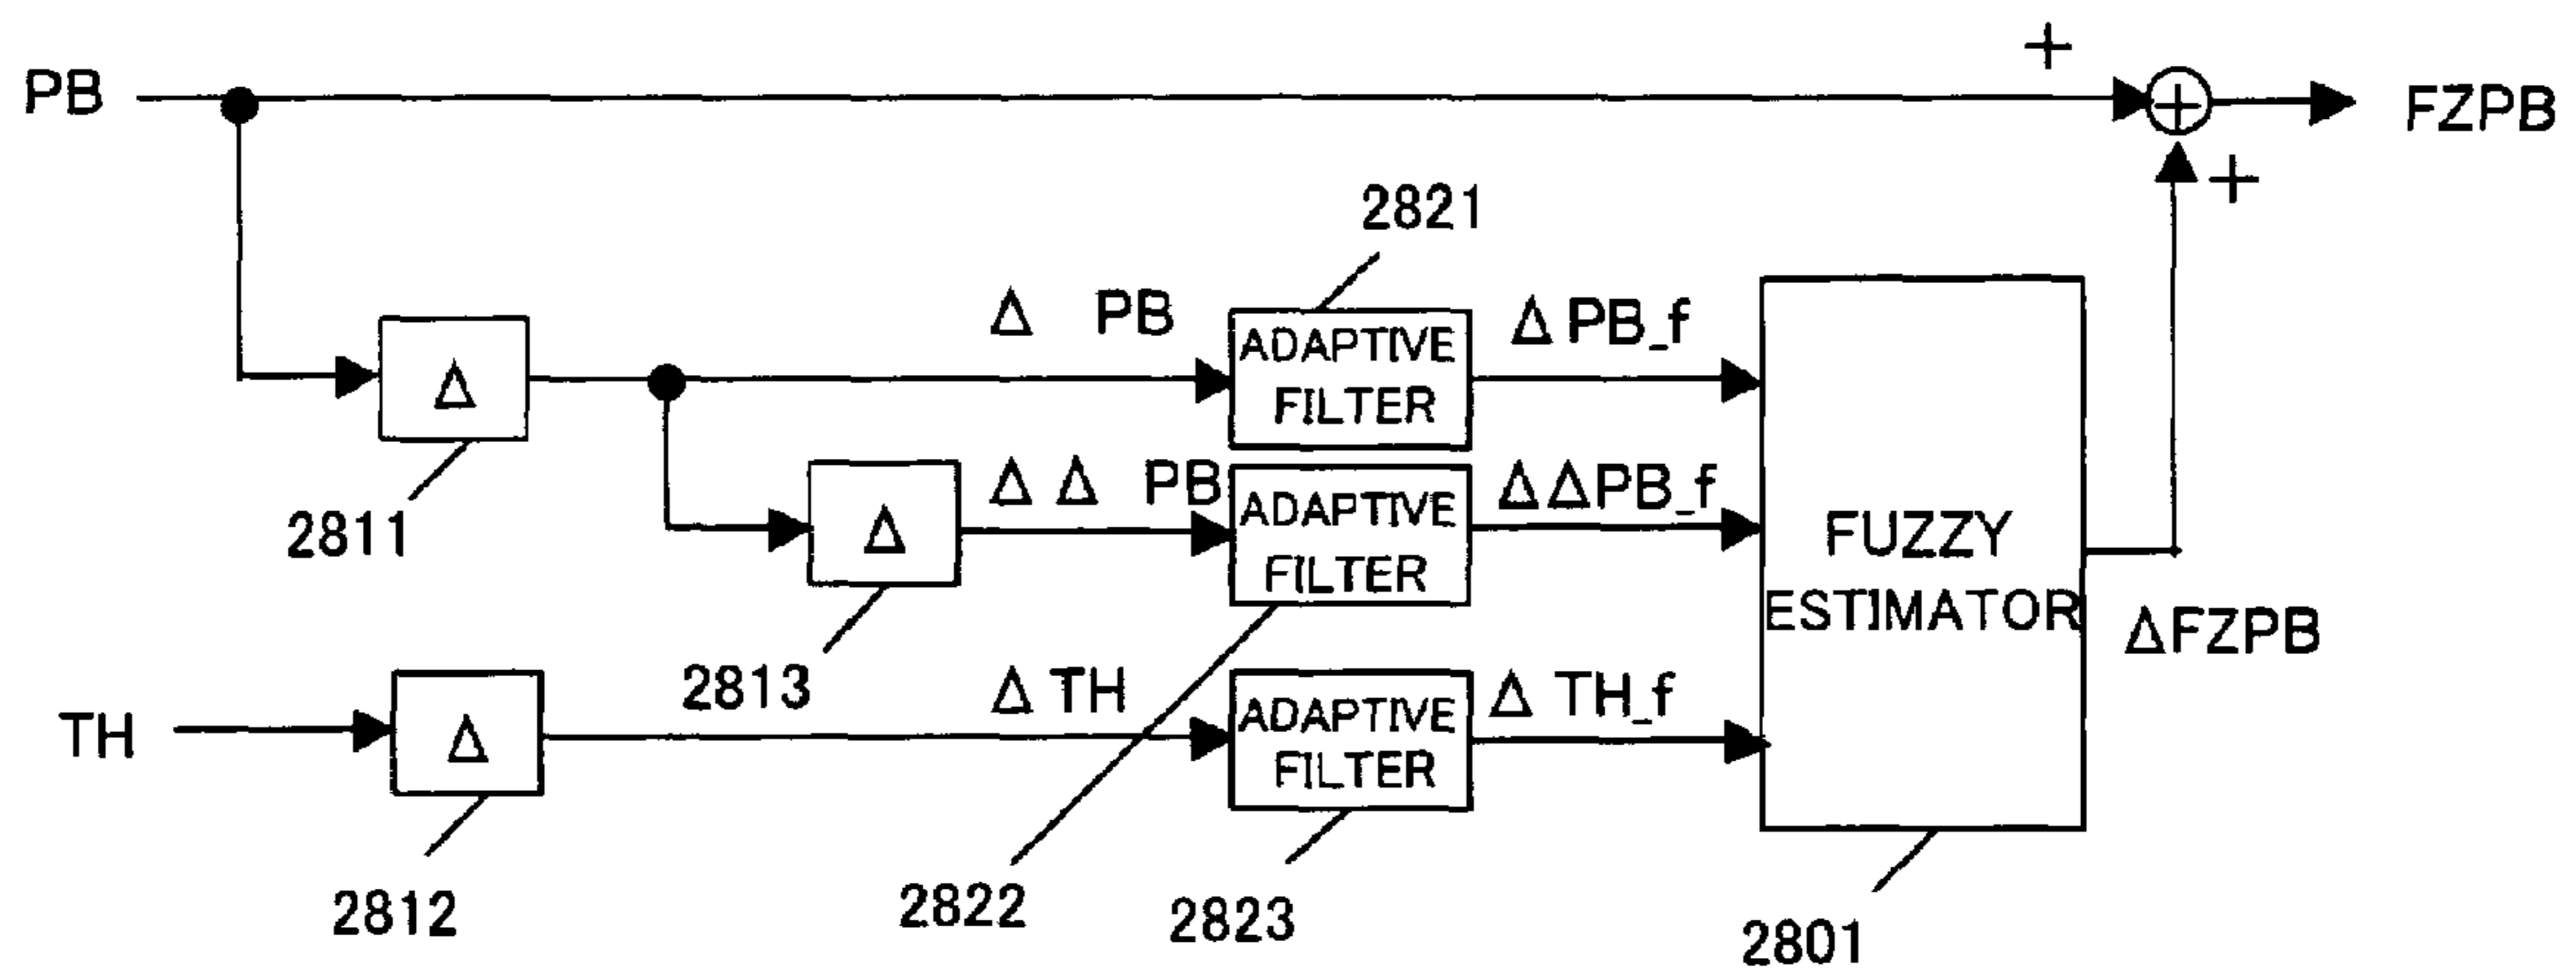 +
PB
FZPB
+
2821
Δ PB
ADAPTIVE
FILTER
Δ PB_f
Δ
2811
Δ Δ PB
ADAPTIVE
FILTER
ΔΔPB_f
Δ
FUZZY
ESTIMATOR
2813
ΔFZPB
TH
Δ
Δ TH
ADAPTIVE
FILTER
Δ TH_f
2812
2822
2823
2801